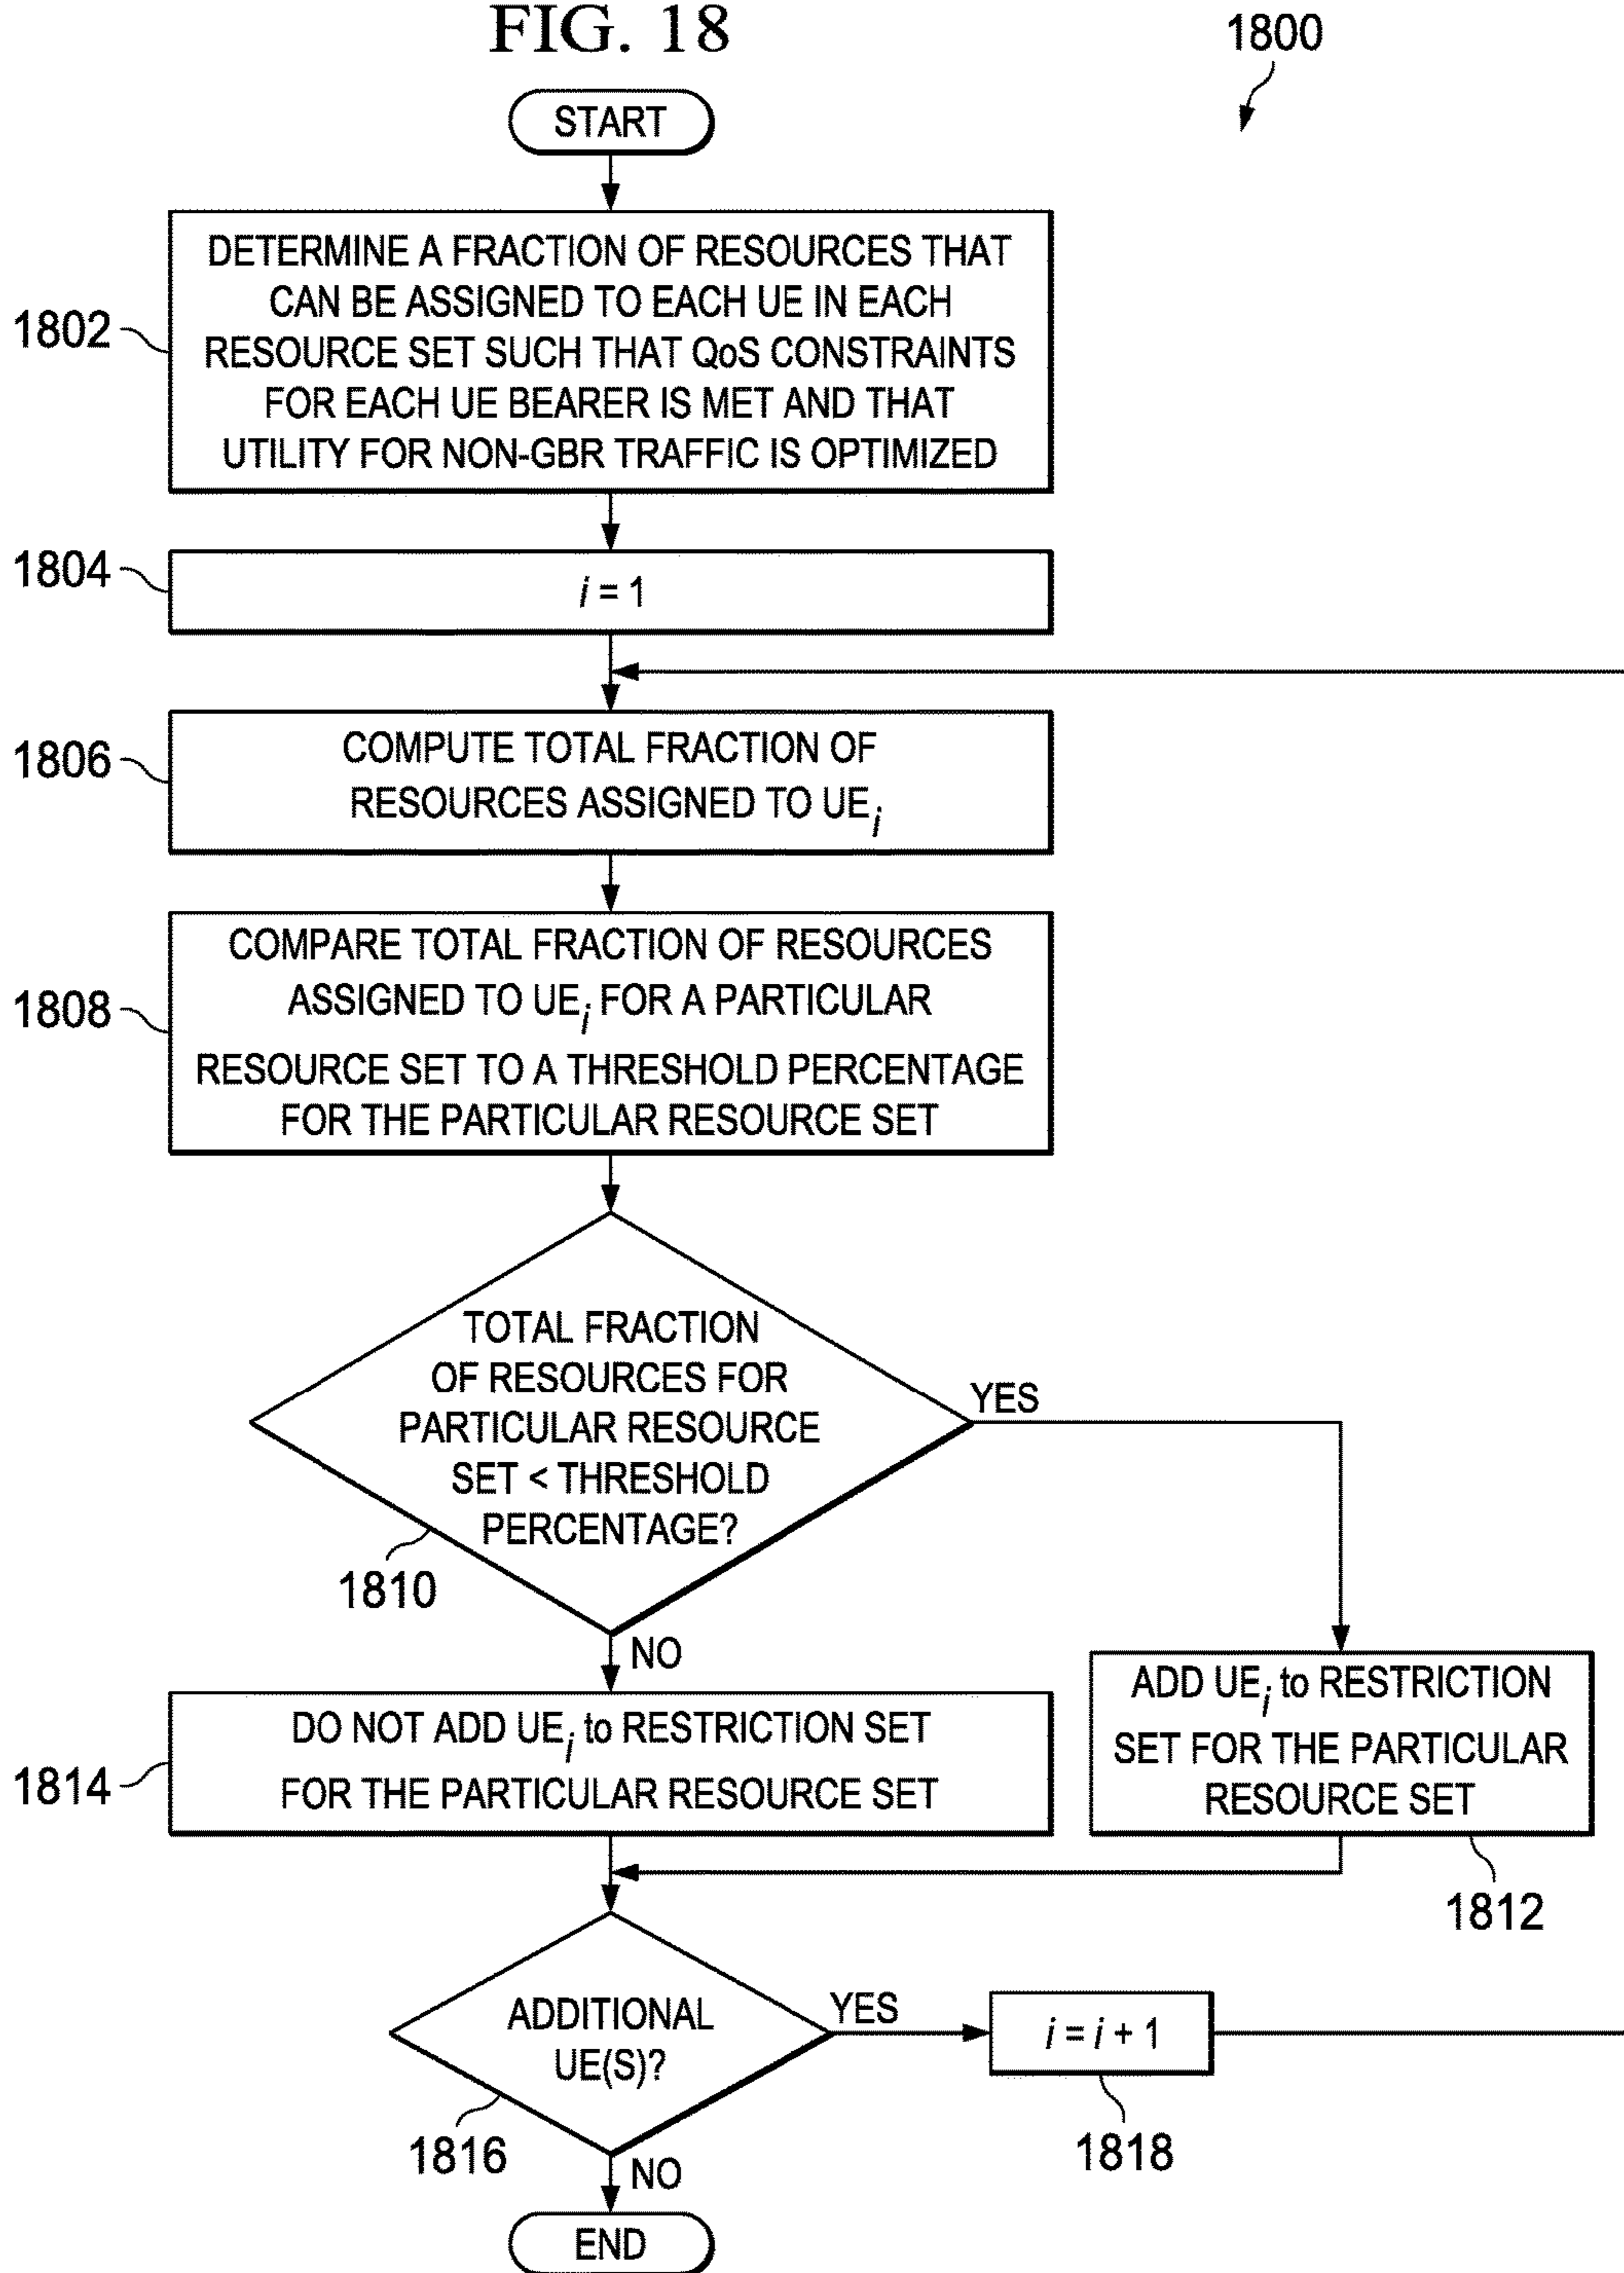 FIG. 18
1800
START
1802
DETERMINE A FRACTION OF RESOURCES THAT
CAN BE ASSIGNED TO EACH UE IN EACH
RESOURCE SET SUCH THAT QoS CONSTRAINTS
FOR EACH UE BEARER IS MET AND THAT
UTILITY FOR NON-GBR TRAFFIC IS OPTIMIZED
1804
i = 1
1806
COMPUTE TOTAL FRACTION OF
RESOURCES ASSIGNED TO UEi
1808
COMPARE TOTAL FRACTION OF RESOURCES
ASSIGNED TO UEi FOR A PARTICULAR
RESOURCE SET TO A THRESHOLD PERCENTAGE
FOR THE PARTICULAR RESOURCE SET
TOTAL FRACTION
OF RESOURCES FOR
PARTICULAR RESOURCE
SET < THRESHOLD
PERCENTAGE?
YES
1810
NO
1814
DO NOT ADD UEi to RESTRICTION SET
FOR THE PARTICULAR RESOURCE SET
ADD UEi to RESTRICTION
SET FOR THE PARTICULAR
RESOURCE SET
1812
ADDITIONAL
UE(S)?
YES
i = i + 1
1816
1818
NO
END